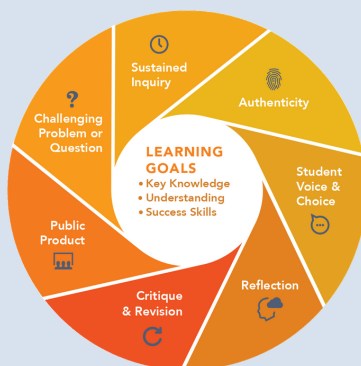 LEARNING
GOALS
• Key Knowledge
• Understanding
• Success Skills
?
Challenging
Problem or
Question
Sustained
Inquiry
Authenticity
Student
Voice &
Choice
Reflection
Critique
& Revision
Public
Product